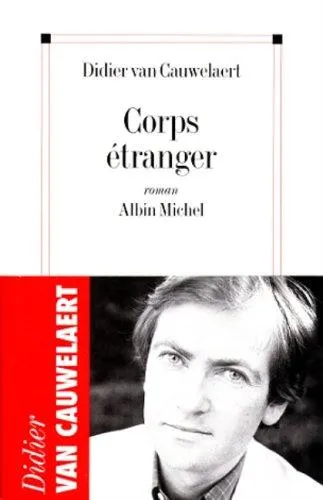 Didier van Cauwelaert
Corps
étranger
roman
Albin Michel
Didier
VAN CAUWELAERT